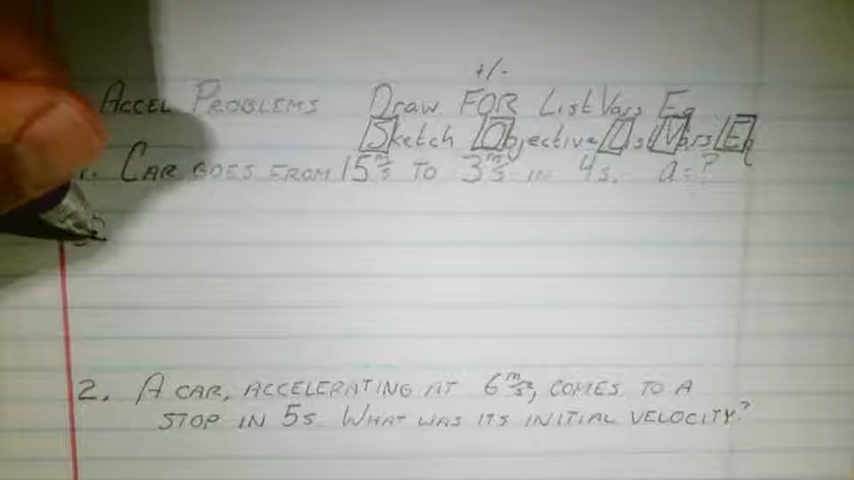 +/-
ACCEL PROBLEMS Draw FOR List Vars Eq
Sketch Objective List Vars Eq
1. CAR GOES FROM 15 m/s TO 3 m/s IN 4s. a=?
2. A CAR, ACCELERATING AT 6 m/s², COMES TO A
STOP IN 5s. WHAT WAS ITS INITIAL VELOCITY?